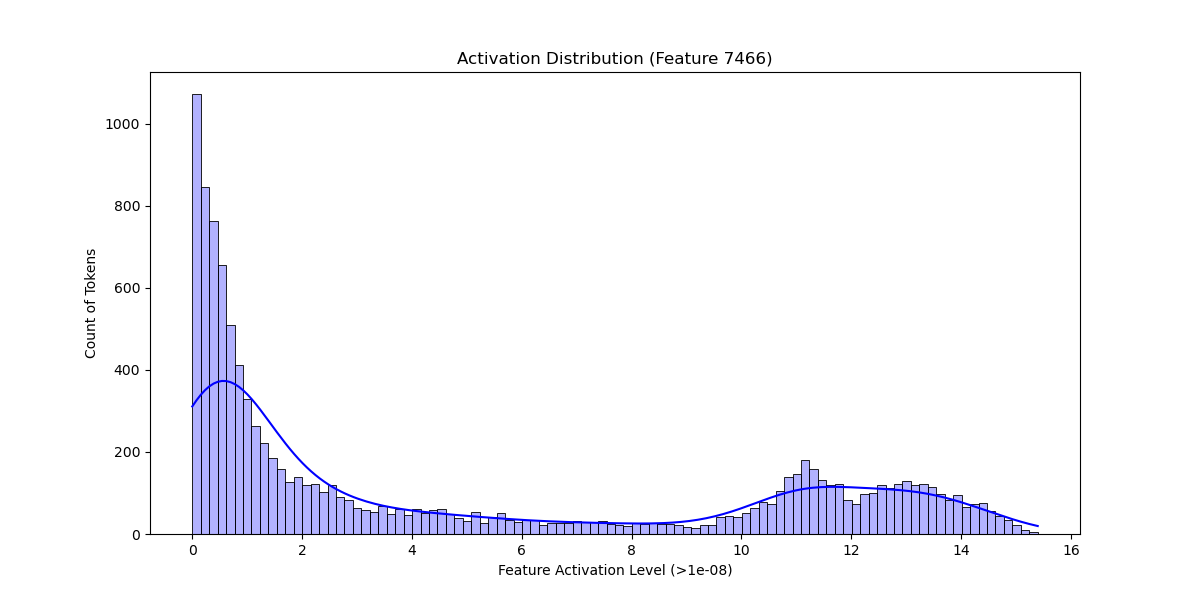 Activation Distribution (Feature 7466)
Count of Tokens
1000
800
600
400
200
0
0 2 4 6 8 10 12 14 16
Feature Activation Level (>1e-08)